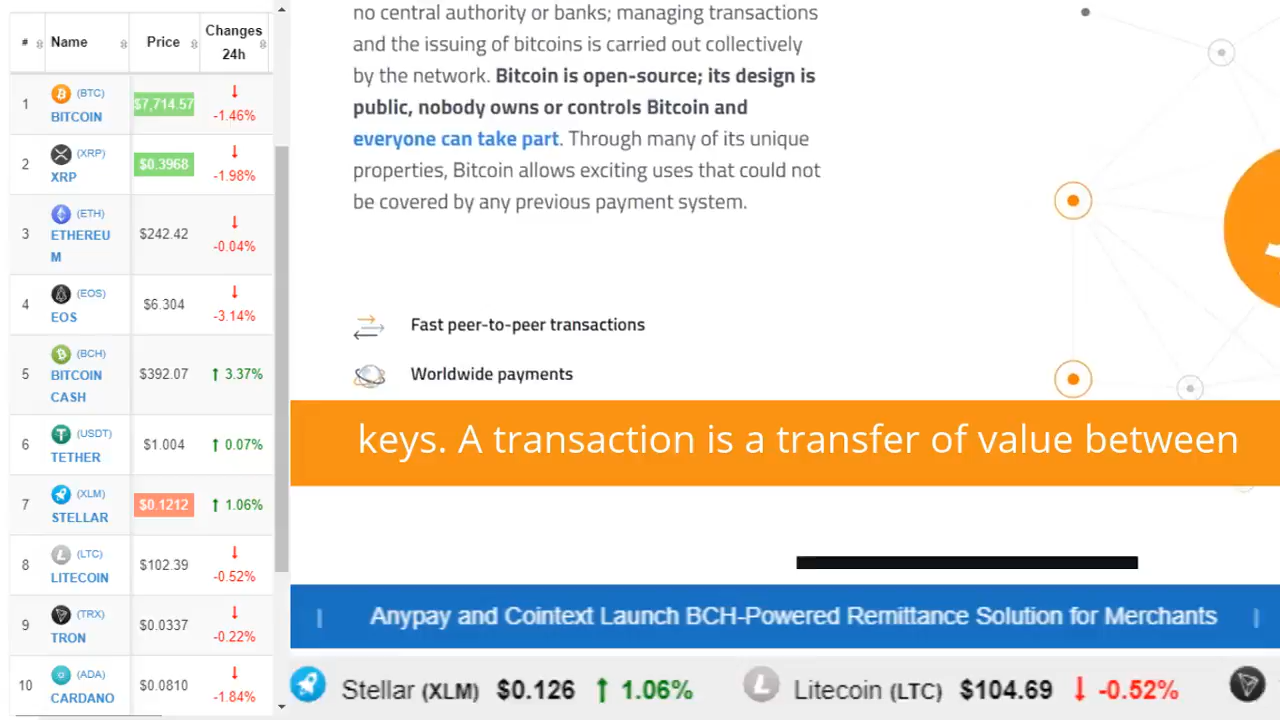 # Name Price Changes 24h
1 (BTC) BITCOIN $7,714.57 -1.46%
2 (XRP) XRP $0.3968 -1.98%
3 (ETH) ETHEREU M $242.42 -0.04%
4 (EOS) EOS $6.304 -3.14%
5 (BCH) BITCOIN CASH $392.07 ↑ 3.37%
6 (USDT) TETHER $1.004 ↑ 0.07%
7 (XLM) STELLAR $0.1212 ↑ 1.06%
8 (LTC) LITECOIN $102.39 ↓ -0.52%
9 (TRX) TRON $0.0337 ↓ -0.22%
10 (ADA) CARDANO $0.0810 ↓ -1.84%
no central authority or banks; managing transactions
and the issuing of bitcoins is carried out collectively
by the network. Bitcoin is open-source; its design is
public, nobody owns or controls Bitcoin and
everyone can take part. Through many of its unique
properties, Bitcoin allows exciting uses that could not
be covered by any previous payment system.
Fast peer-to-peer transactions
Worldwide payments
keys. A transaction is a transfer of value between
| Anypay and Cointext Launch BCH-Powered Remittance Solution for Merchants |
Stellar (XLM) $0.126 ↑ 1.06% Litecoin (LTC) $104.69 ↓ -0.52%